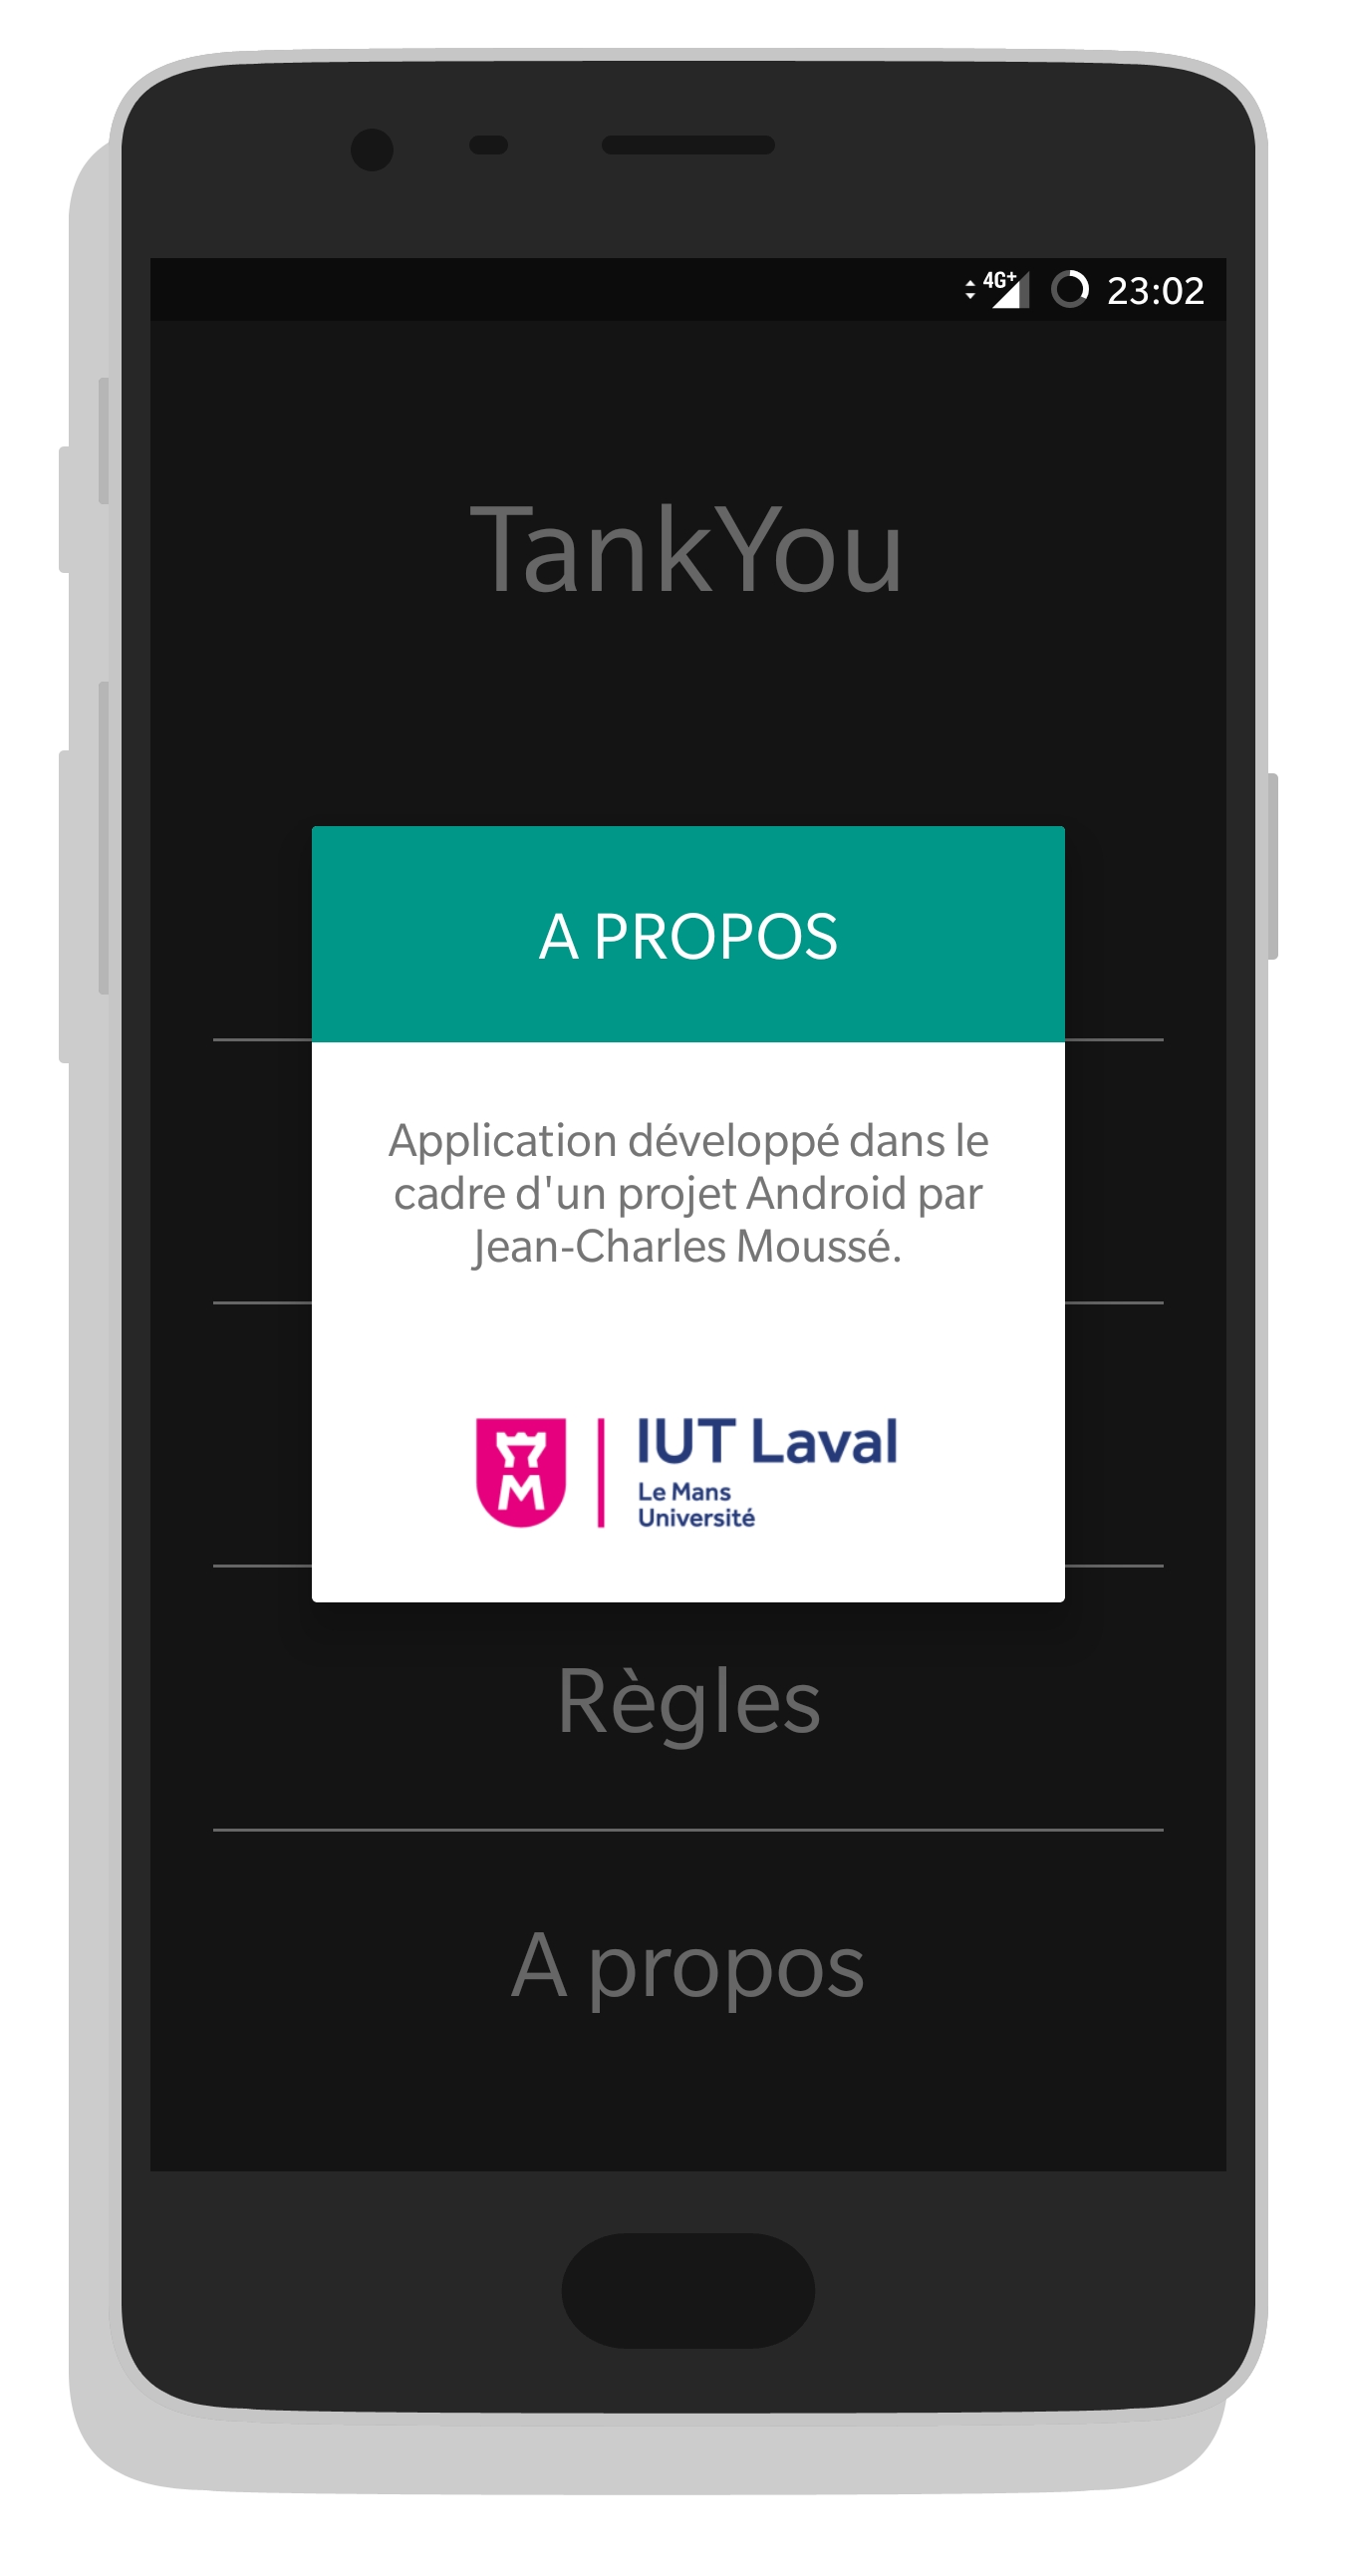 4G+ 23:02
TankYou
A PROPOS
Application développé dans le
cadre d'un projet Android par
Jean-Charles Moussé.
M
IUT Laval
Le Mans
Université
Règles
A propos